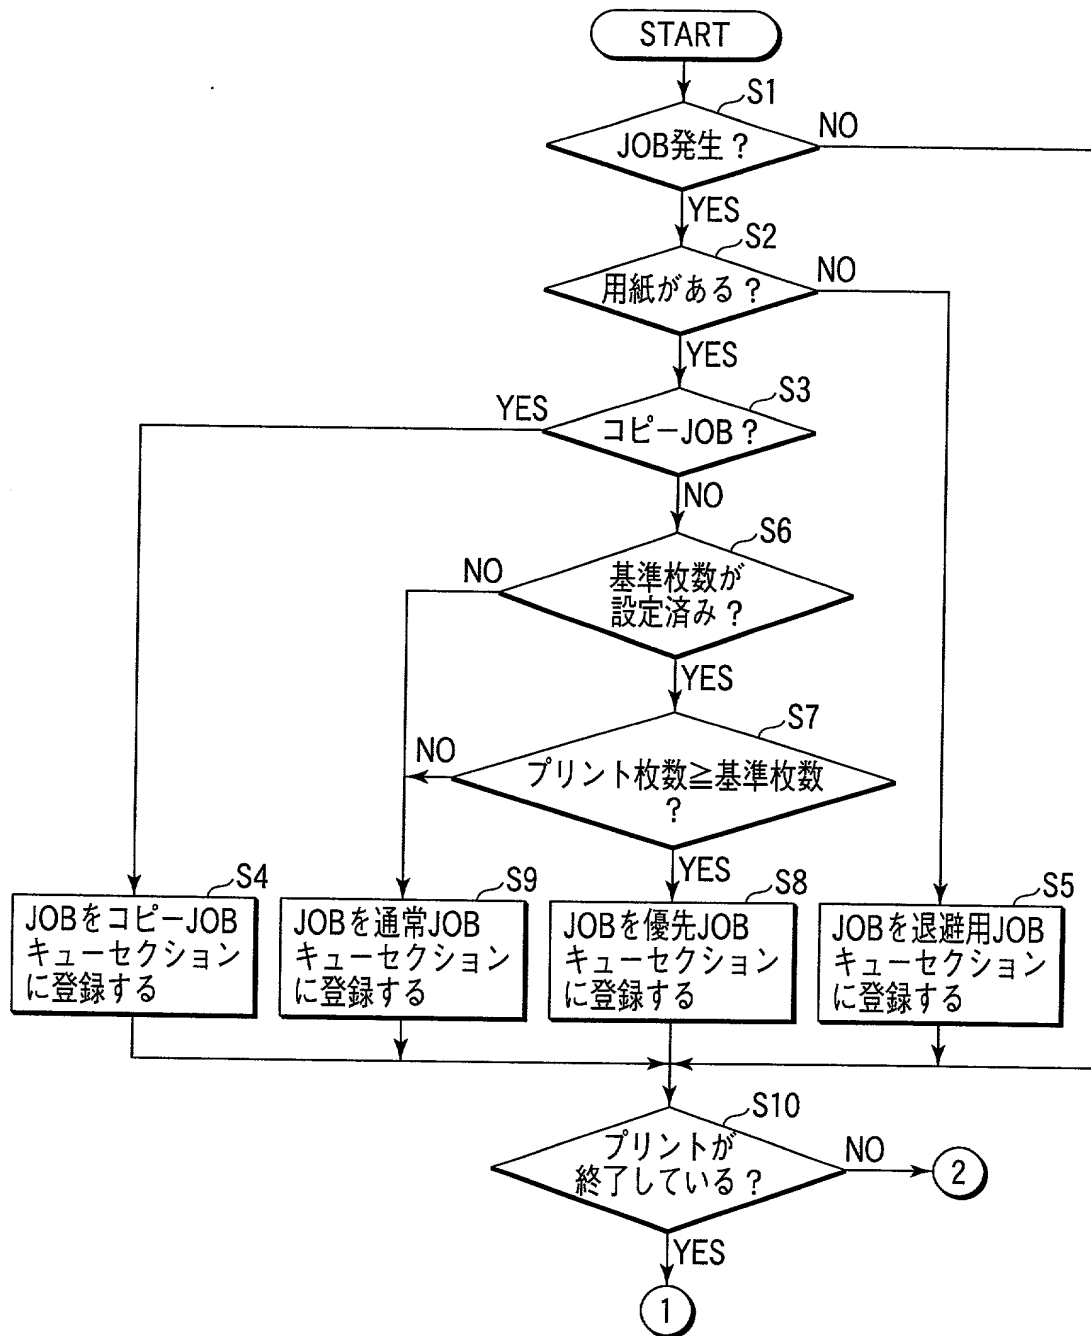 START
S1
JOB発生？
NO
YES
S2
用紙がある？
NO
YES
S3
コピーJOB？
YES
NO
S6
基準枚数が
設定済み？
NO
YES
S7
プリント枚数≧基準枚数
？
NO
YES
S4
JOBをコピーJOB
キューセクション
に登録する
S9
JOBを通常JOB
キューセクション
に登録する
S8
JOBを優先JOB
キューセクション
に登録する
S5
JOBを退避用JOB
キューセクション
に登録する
S10
プリントが
終了している？
NO
2
YES
1